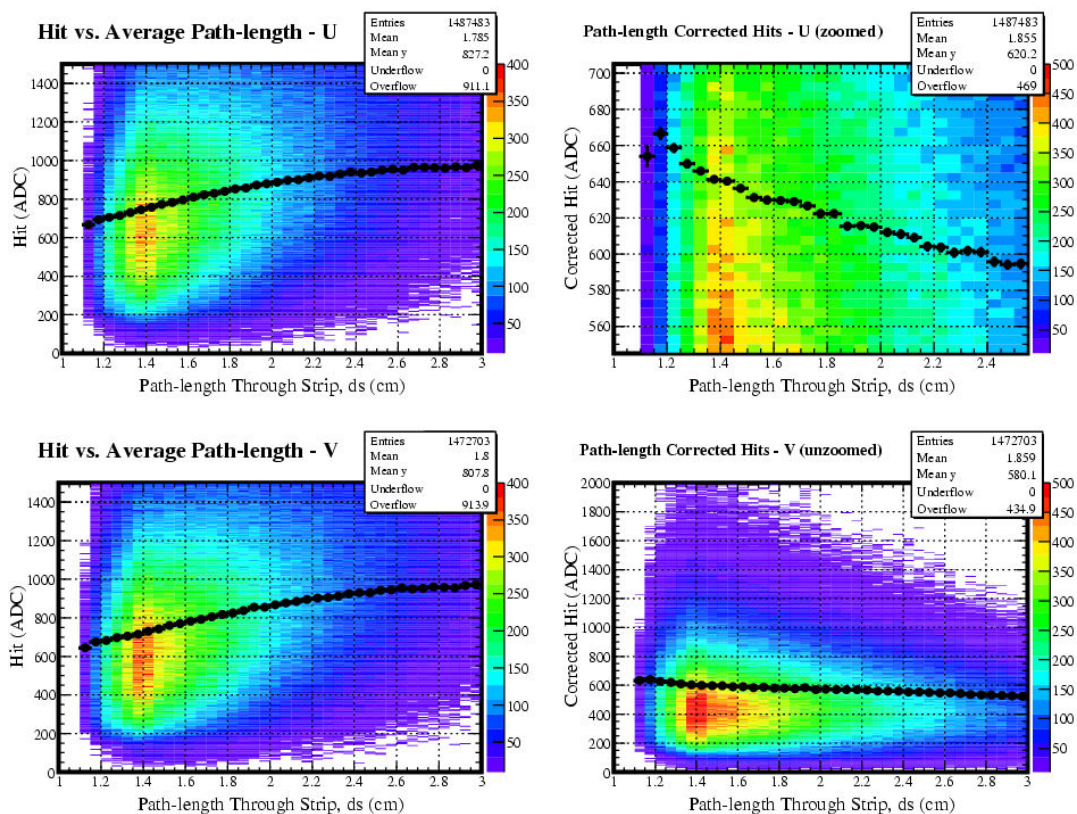 Hit vs. Average Path-length - U
Entries 1487483
Mean 1.785
Mean y 827.2
Underflow 0
Overflow 911.1
Hit (ADC)
1400
1200
1000
800
600
400
200
0
1 1.2 1.4 1.6 1.8 2 2.2 2.4 2.6 2.8 3
Path-length Through Strip, ds (cm)
400
350
300
250
200
150
100
50
Path-length Corrected Hits - U (zoomed)
Entries 1487483
Mean 1.855
Mean y 620.2
Underflow 0
Overflow 469
Corrected Hit (ADC)
700
680
660
640
620
600
580
560
1 1.2 1.4 1.6 1.8 2 2.2 2.4
Path-length Through Strip, ds (cm)
500
450
400
350
300
250
200
150
100
50
Hit vs. Average Path-length - V
Entries 1472703
Mean 1.8
Mean y 807.8
Underflow 0
Overflow 913.9
Hit (ADC)
1400
1200
1000
800
600
400
200
0
1 1.2 1.4 1.6 1.8 2 2.2 2.4 2.6 2.8 3
Path-length Through Strip, ds (cm)
400
350
300
250
200
150
100
50
Path-length Corrected Hits - V (unzoomed)
Entries 1472703
Mean 1.859
Mean y 580.1
Underflow 0
Overflow 434.9
Corrected Hit (ADC)
2000
1800
1600
1400
1200
1000
800
600
400
200
0
1 1.2 1.4 1.6 1.8 2 2.2 2.4 2.6 2.8 3
Path-length Through Strip, ds (cm)
500
450
400
350
300
250
200
150
100
50